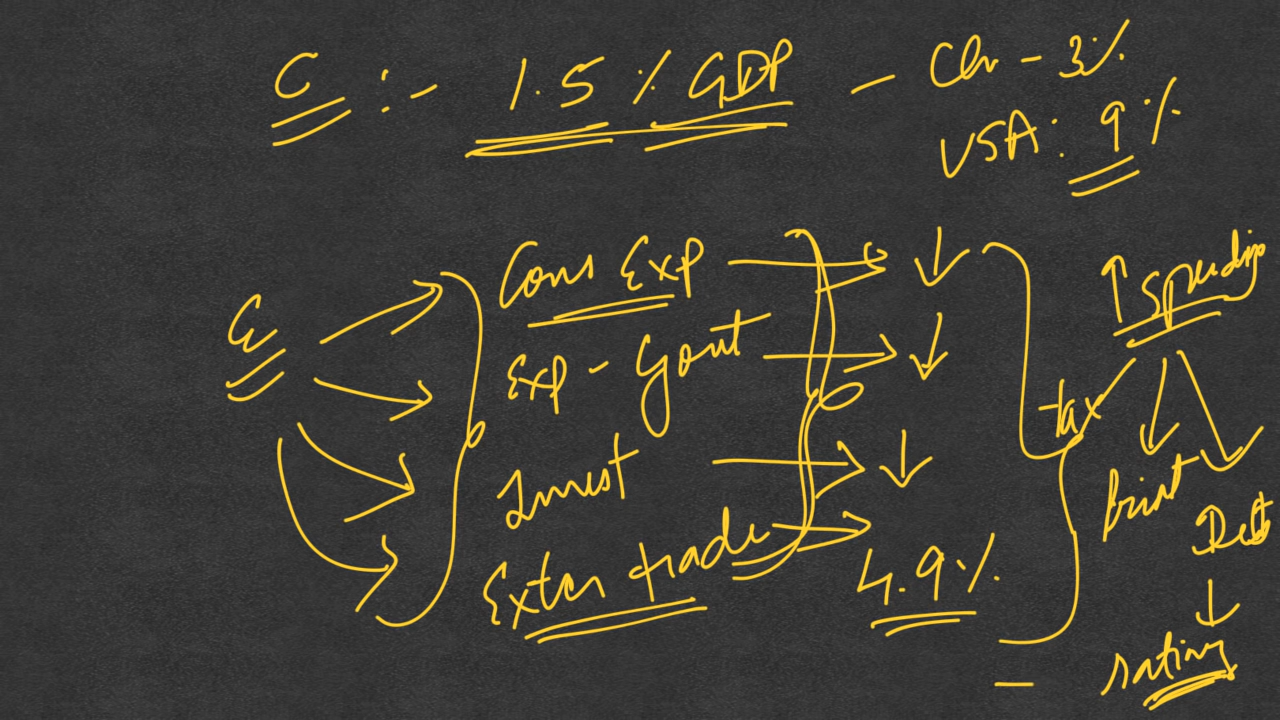 C :- 1.5 % GDP - Chn - 3%
USA : 9 %
E
Cons Exp → ↓
Exp - Govt → ↓
Invest → ↓
Exter trade → 4.9%
↑ Spending
tax
Print
Debt
↓
rating